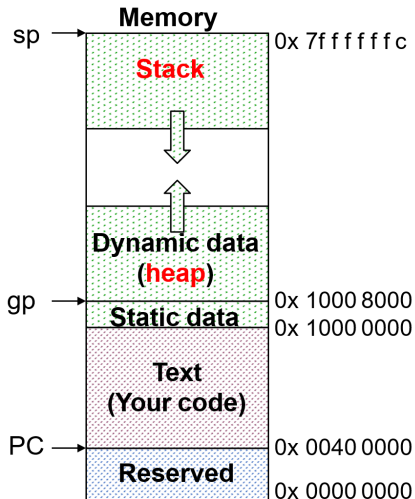 Memory
sp
0x 7f f f f f f c
Stack
Dynamic data
(heap)
gp
0x 1000 8000
Static data
0x 1000 0000
Text
(Your code)
PC
0x 0040 0000
Reserved
0x 0000 0000